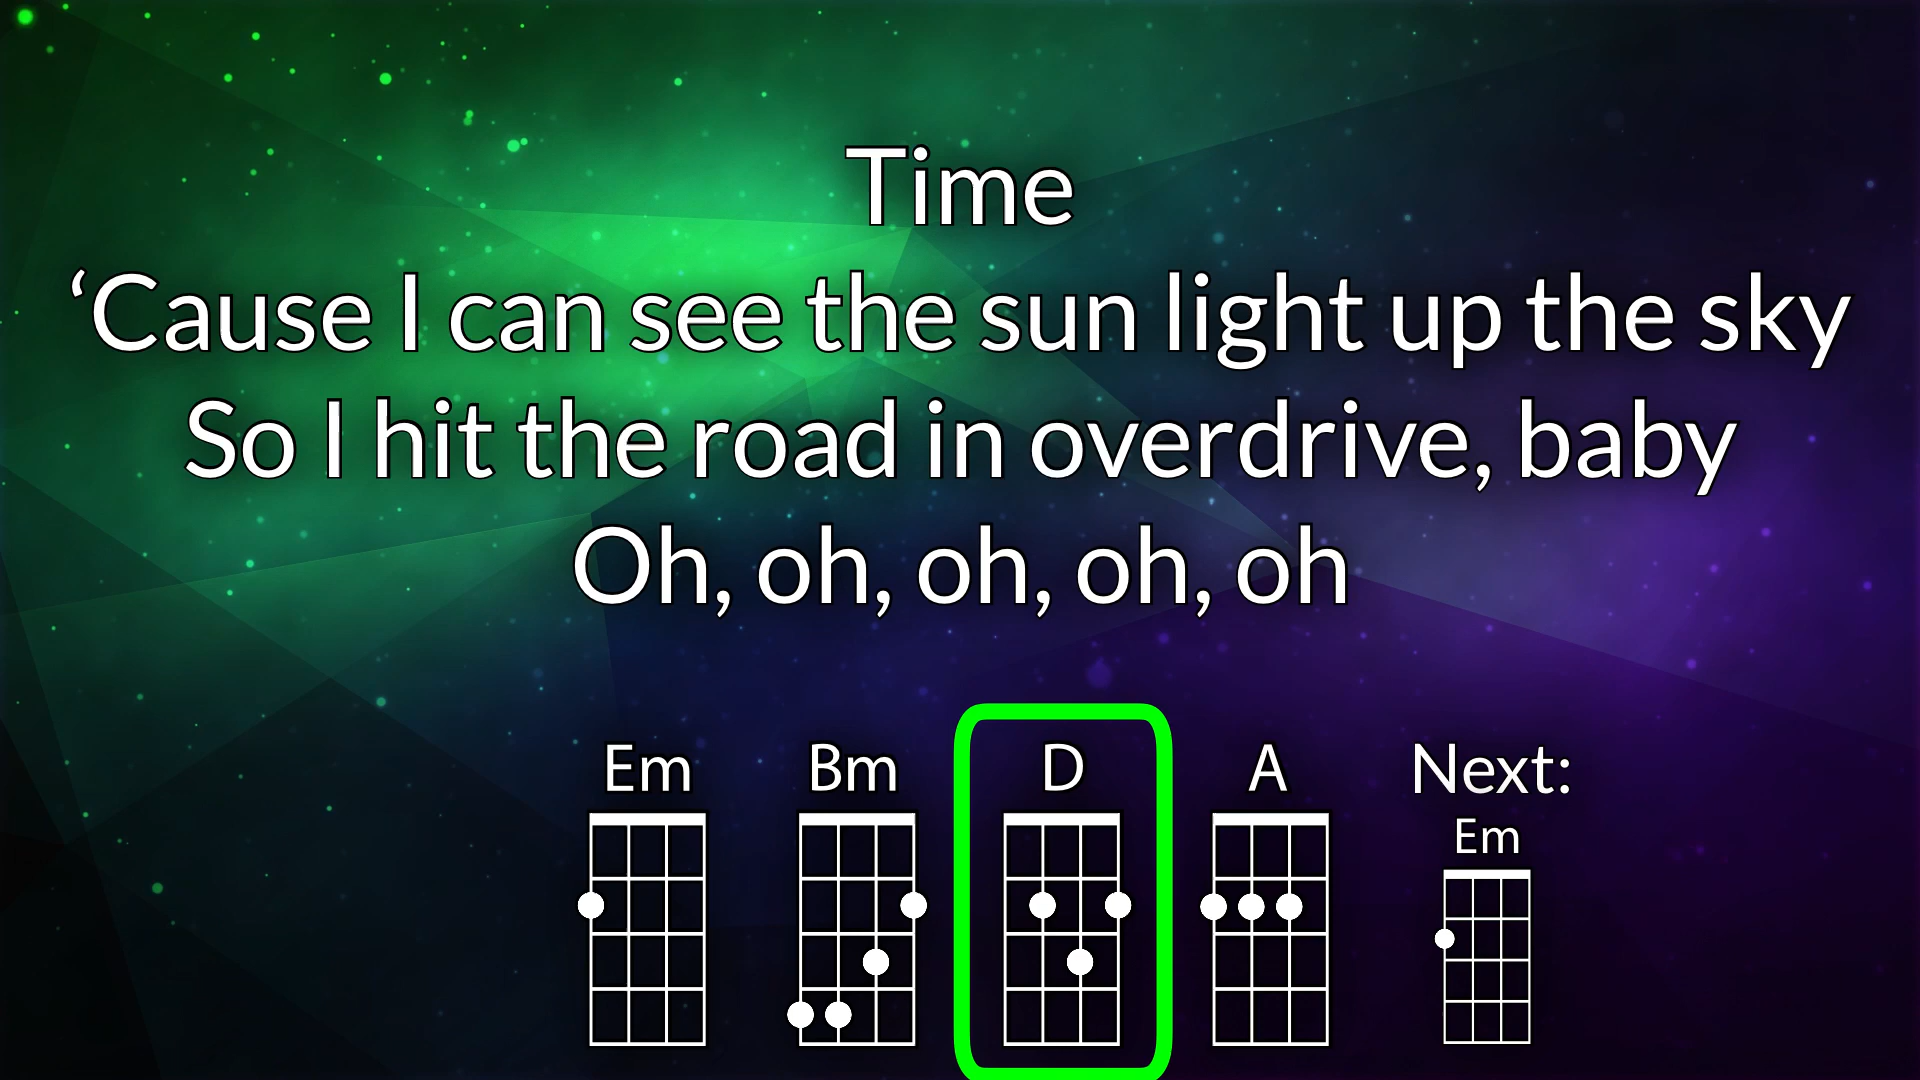 Time
‘Cause I can see the sun light up the sky
So I hit the road in overdrive, baby
Oh, oh, oh, oh, oh
Em Bm D A Next:
Em